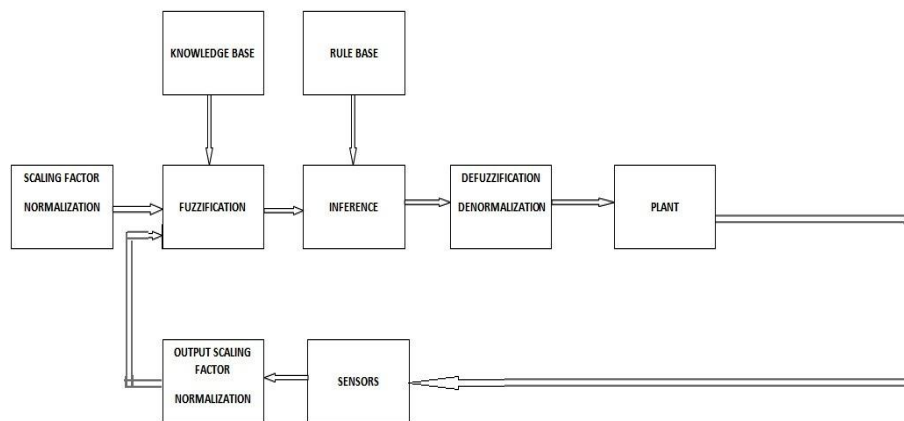 KNOWLEDGE BASE
RULE BASE
SCALING FACTOR
NORMALIZATION
FUZZIFICATION
INFERENCE
DEFUZZIFICATION
DENORMALIZATION
PLANT
OUTPUT SCALING
FACTOR
NORMALIZATION
SENSORS